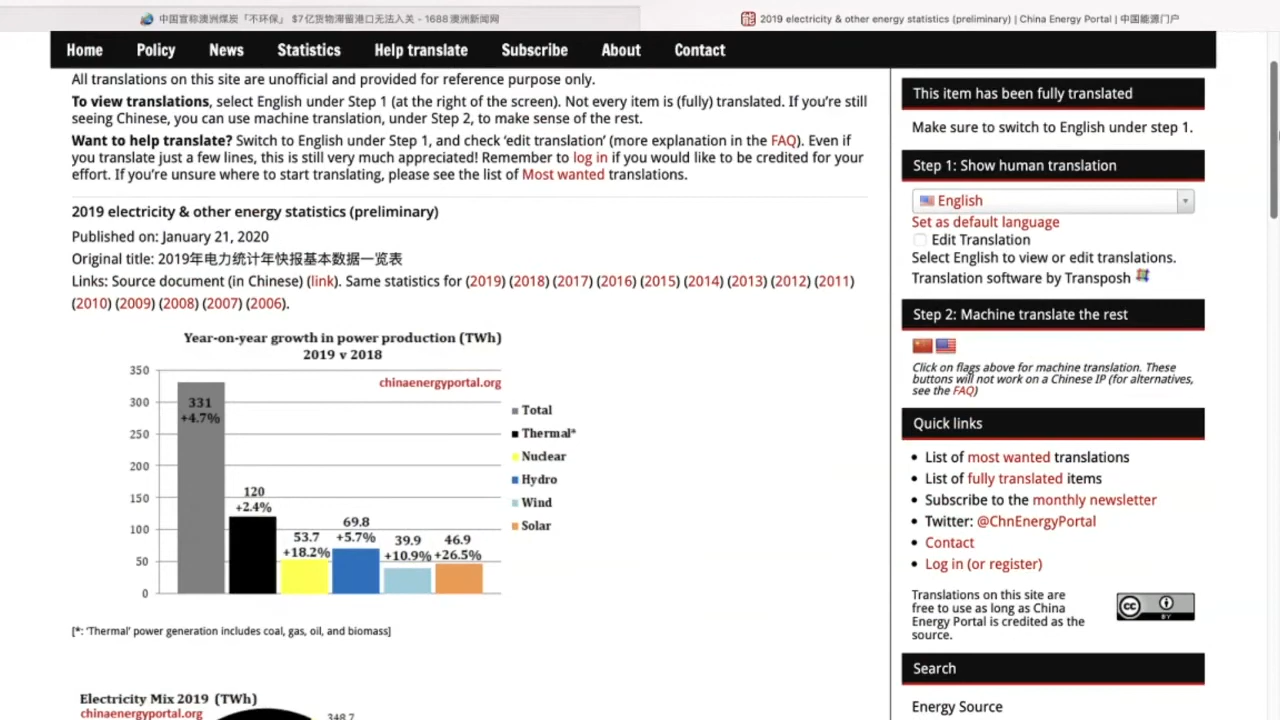 中国宣称澳洲煤炭「不环保」 $7亿货物滞留港口无法入关 - 1688 澳洲新闻网
2019 electricity & other energy statistics (preliminary) | China Energy Portal | 中国能源门户
Home Policy News Statistics Help translate Subscribe About Contact
All translations on this site are unofficial and provided for reference purpose only.
To view translations, select English under Step 1 (at the right of the screen). Not every item is (fully) translated. If you’re still
seeing Chinese, you can use machine translation, under Step 2, to make sense of the rest.
Want to help translate? Switch to English under Step 1, and check ‘edit translation’ (more explanation in the FAQ). Even if
you translate just a few lines, this is still very much appreciated! Remember to log in if you would like to be credited for your
effort. If you’re unsure where to start translating, please see the list of Most wanted translations.
2019 electricity & other energy statistics (preliminary)
Published on: January 21, 2020
Original title: 2019年电力统计年快报基本数据一览表
Links: Source document (in Chinese) (link). Same statistics for (2019) (2018) (2017) (2016) (2015) (2014) (2013) (2012) (2011)
(2010) (2009) (2008) (2007) (2006).
Year-on-year growth in power production (TWh)
2019 v 2018
chinaenergyportal.org
350
300
250
200
150
100
50
0
331
+4.7%
120
+2.4%
53.7
+18.2%
69.8
+5.7%
39.9
+10.9%
46.9
+26.5%
Total
Thermal*
Nuclear
Hydro
Wind
Solar
[*: ‘Thermal’ power generation includes coal, gas, oil, and biomass]
Electricity Mix 2019 (TWh)
chinaenergyportal.org
348.7
This item has been fully translated
Make sure to switch to English under step 1.
Step 1: Show human translation
English
Set as default language
Edit Translation
Select English to view or edit translations.
Translation software by Transposh
Step 2: Machine translate the rest
Click on flags above for machine translation. These
buttons will not work on a Chinese IP (for alternatives,
see the FAQ)
Quick links
List of most wanted translations
List of fully translated items
Subscribe to the monthly newsletter
Twitter: @ChnEnergyPortal
Contact
Log in (or register)
Translations on this site are
free to use as long as China
Energy Portal is credited as the
source.
cc
BY
Search
Energy Source